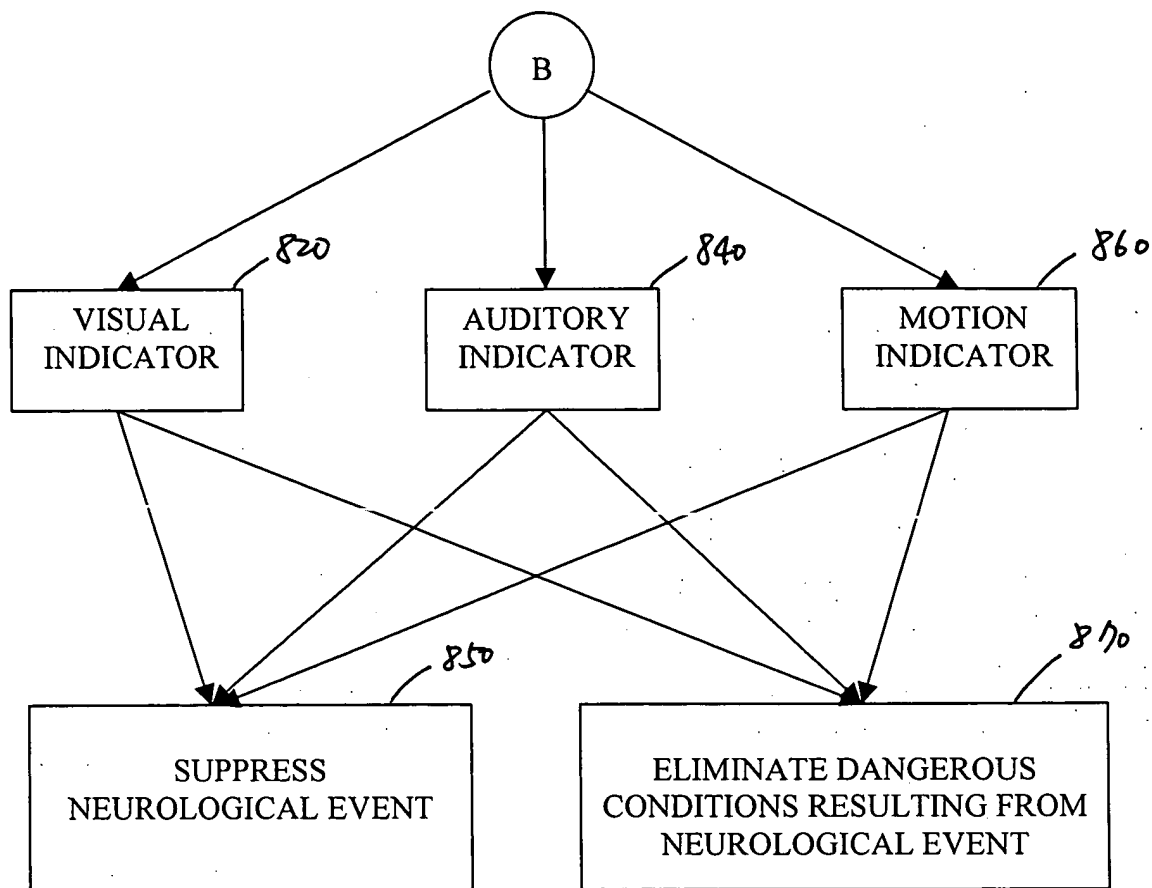 B
820
840
860
VISUAL
INDICATOR
AUDITORY
INDICATOR
MOTION
INDICATOR
850
870
SUPPRESS
NEUROLOGICAL EVENT
ELIMINATE DANGEROUS
CONDITIONS RESULTING FROM
NEUROLOGICAL EVENT